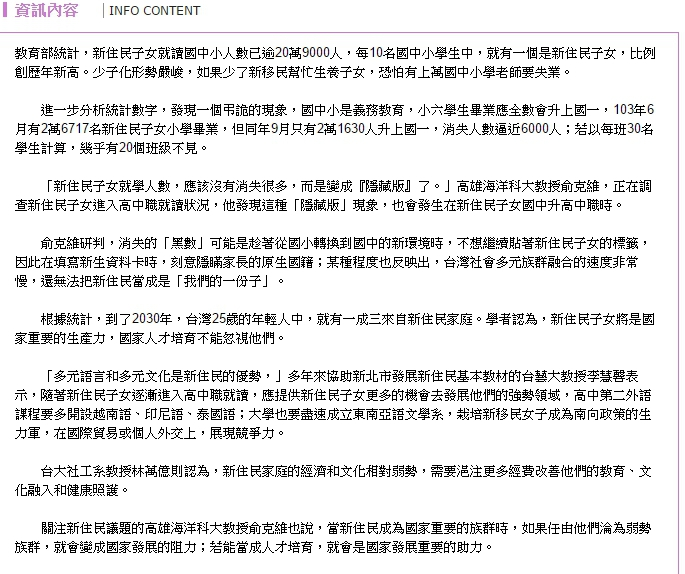 資訊內容 | INFO CONTENT
教育部統計，新住民子女就讀國中小人數已逾20萬9000人，每10名國中小學生中，就有一個是新住民子女，比例
創歷年新高。少子化形勢嚴峻，如果少了新移民幫忙生養子女，恐怕有上萬國中小學老師要失業。
進一步分析統計數字，發現一個弔詭的現象，國中小是義務教育，小六學生畢業應全數會升上國一，103年6
月有2萬6717名新住民子女小學畢業，但同年9月只有2萬1630人升上國一，消失人數逼近6000人；若以每班30名
學生計算，幾乎有20個班級不見。
「新住民子女就學人數，應該沒有消失很多，而是變成『隱藏版』了。」高雄海洋科大教授俞克維，正在調
查新住民子女進入高中職就讀狀況，他發現這種「隱藏版」現象，也會發生在新住民子女國中升高中職時。
俞克維研判，消失的「黑數」可能是趁著從國小轉換到國中的新環境時，不想繼續貼著新住民子女的標籤，
因此在填寫新生資料卡時，刻意隱瞞家長的原生國籍；某種程度也反映出，台灣社會多元族群融合的速度非常
慢，還無法把新住民當成是「我們的一份子」。
根據統計，到了2030年，台灣25歲的年輕人中，就有一成三來自新住民家庭。學者認為，新住民子女將是國
家重要的生產力，國家人才培育不能忽視他們。
「多元語言和多元文化是新住民的優勢，」多年來協助新北市發展新住民基本教材的台藝大教授李慧馨表
示，隨著新住民子女逐漸進入高中職就讀，應提供新住民子女更多的機會去發展他們的強勢領域，高中第二外語
課程要多開設越南語、印尼語、泰國語；大學也要盡速成立東南亞語文學系，栽培新移民女子成為南向政策的生
力軍，在國際貿易或個人外交上，展現競爭力。
台大社工系教授林萬億則認為，新住民家庭的經濟和文化相對弱勢，需要挹注更多經費改善他們的教育、文
化融入和健康照護。
關注新住民議題的高雄海洋科大教授俞克維也說，當新住民成為國家重要的族群時，如果任由他們淪為弱勢
族群，就會變成國家發展的阻力；若能當成人才培育，就會是國家發展重要的助力。